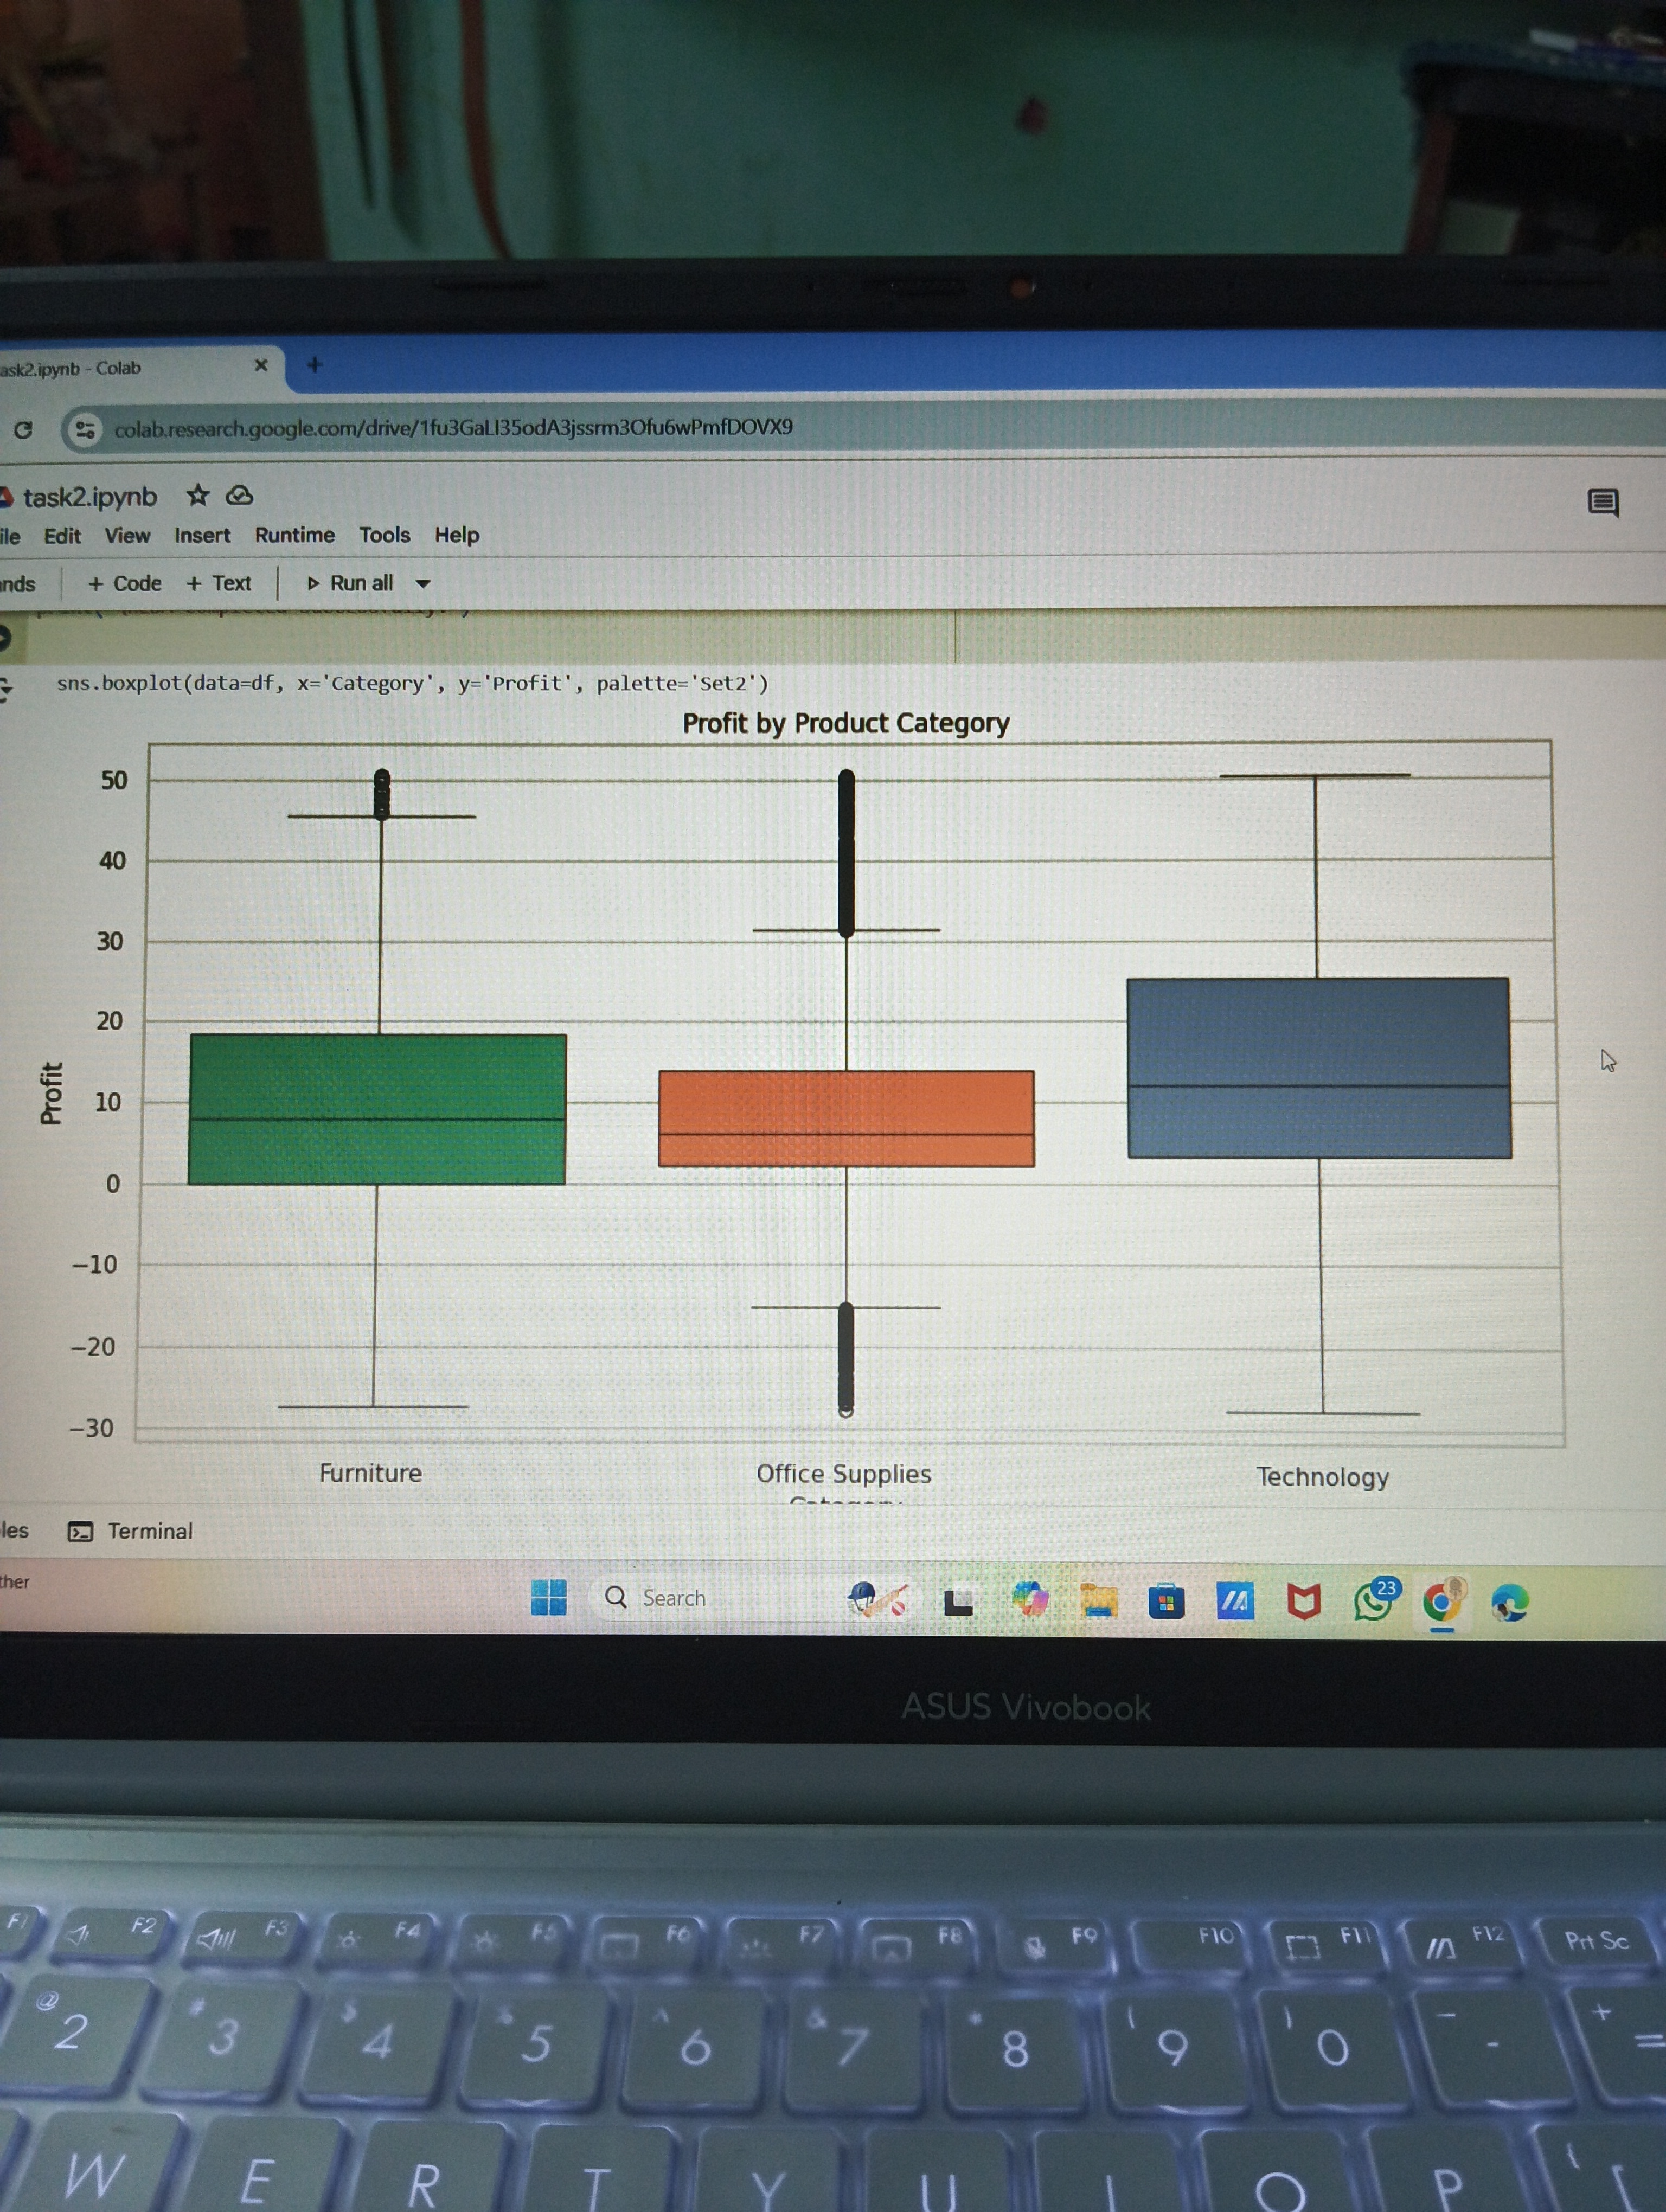 ask2.ipynb - Colab
colab.research.google.com/drive/1fu3GaLI35odA3jssrm3Ofu6wPmfDOVX9
task2.ipynb
ile Edit View Insert Runtime Tools Help
nds + Code + Text Run all
sns.boxplot(data=df, x='Category', y='Profit', palette='Set2')
Profit by Product Category
50
40
30
20
10
0
−10
−20
−30
Profit
Furniture Office Supplies Technology
les Terminal
ther
Search
23
ASUS Vivobook
F1 F2 F3 F4 F5 F6 F7 F8 F9 F10 F11 F12 Prt Sc
@ # $ % ^ & * ( ) _ +
2 3 4 5 6 7 8 9 0 - =
W E R T Y U I O P { [